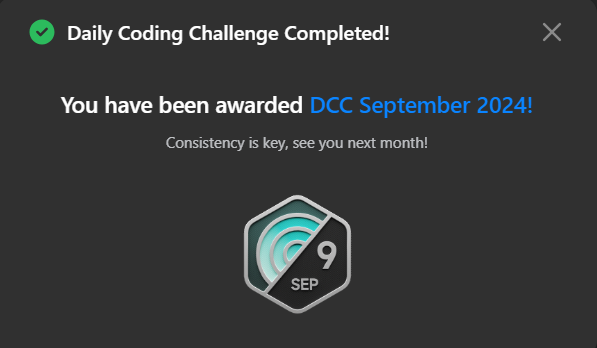 Daily Coding Challenge Completed!
You have been awarded DCC September 2024!
Consistency is key, see you next month!
9
SEP